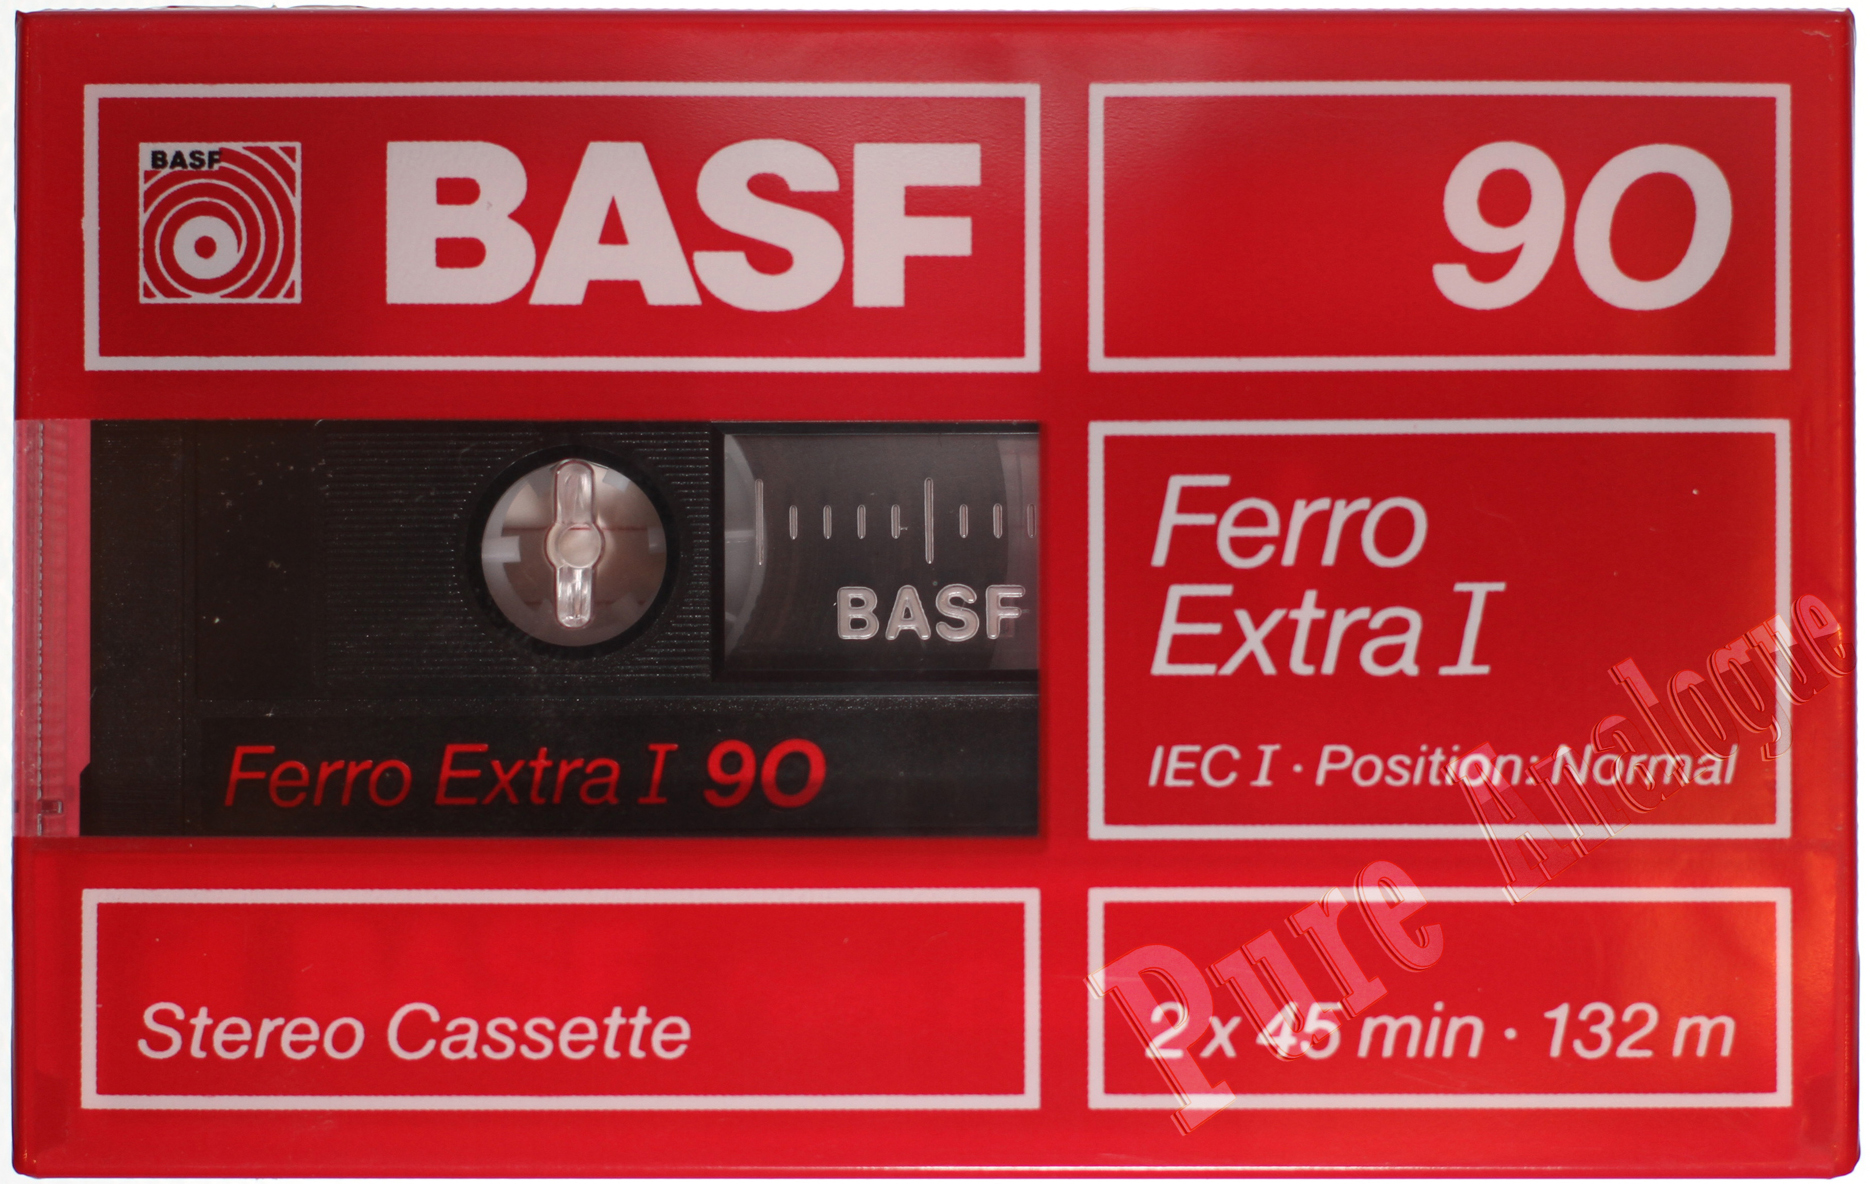 BASF
BASF
90
BASF
Ferro Extra I 90
Ferro
Extra I
IEC I · Position: Normal
Stereo Cassette
2 x 45 min · 132 m
Pure Analogue